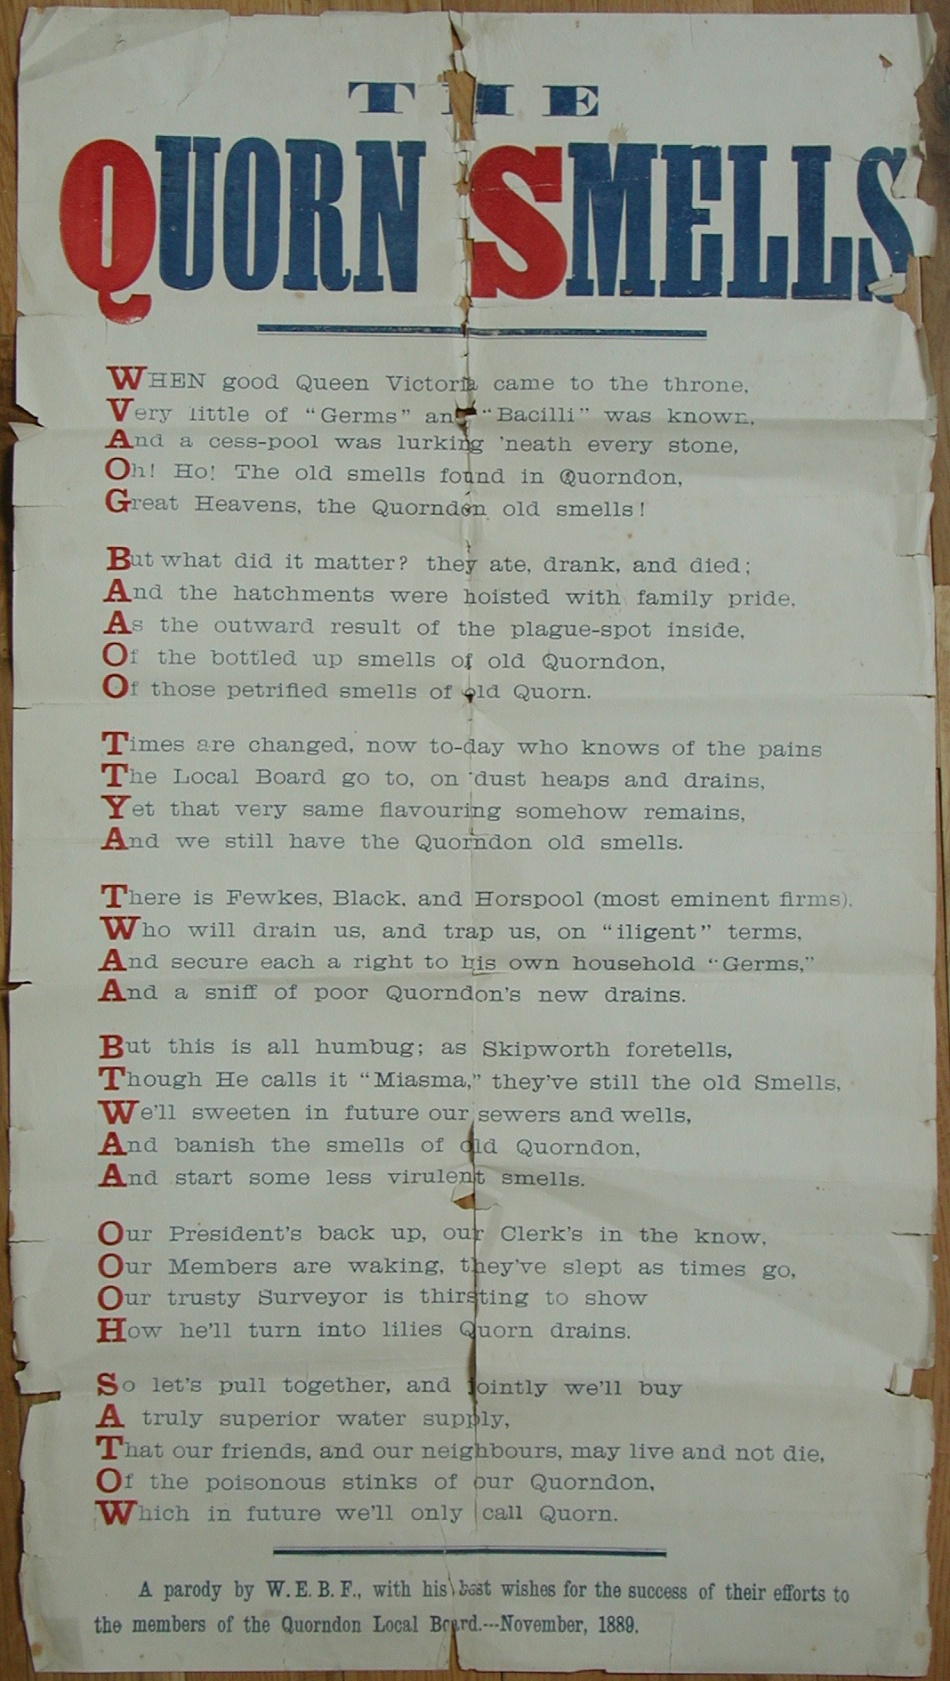 THE
QUORN SMELLS
WHEN good Queen Victoria came to the throne,
Very little of “Germs” and “Bacilli” was known,
And a cess-pool was lurking 'neath every stone,
Oh! Ho! The old smells found in Quorndon,
Great Heavens, the Quorndon old smells!
But what did it matter? they ate, drank, and died;
And the hatchments were hoisted with family pride,
As the outward result of the plague-spot inside,
Of the bottled up smells of old Quorndon,
Of those petrified smells of old Quorn.
Times are changed, now to-day who knows of the pains
The Local Board go to, on dust heaps and drains,
Yet that very same flavouring somehow remains,
And we still have the Quorndon old smells.
There is Fewkes, Black, and Horspool (most eminent firms),
Who will drain us, and trap us, on “iligent” terms,
And secure each a right to his own household “Germs,”
And a sniff of poor Quorndon's new drains.
But this is all humbug; as Skipworth foretells,
Though He calls it “Miasma,” they've still the old Smells,
We'll sweeten in future our sewers and wells,
And banish the smells of old Quorndon,
And start some less virulent smells.
Our President's back up, our Clerk's in the know,
Our Members are waking, they've slept as times go,
Our trusty Surveyor is thirsting to show
How he'll turn into lilies Quorn drains.
So let's pull together, and jointly we'll buy
A truly superior water supply,
That our friends, and our neighbours, may live and not die,
Of the poisonous stinks of our Quorndon,
Which in future we'll only call Quorn.
A parody by W. E. B. F., with his best wishes for the success of their efforts to
the members of the Quorndon Local Board.---November, 1889.